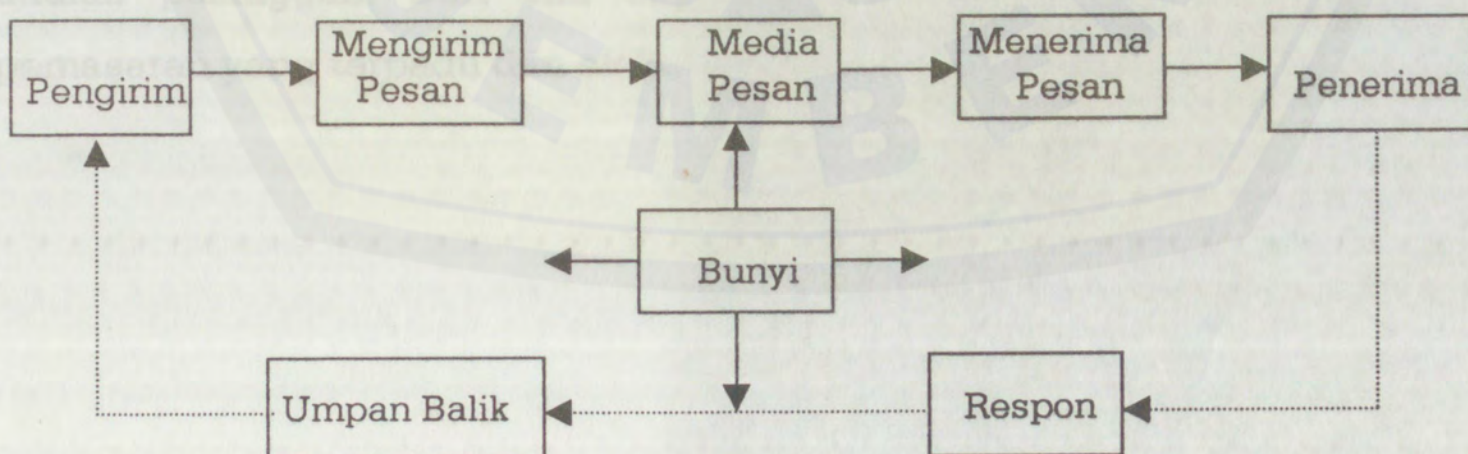 Pengirim
Mengirim
Pesan
Media
Pesan
Menerima
Pesan
Penerima
Bunyi
Umpan Balik
Respon